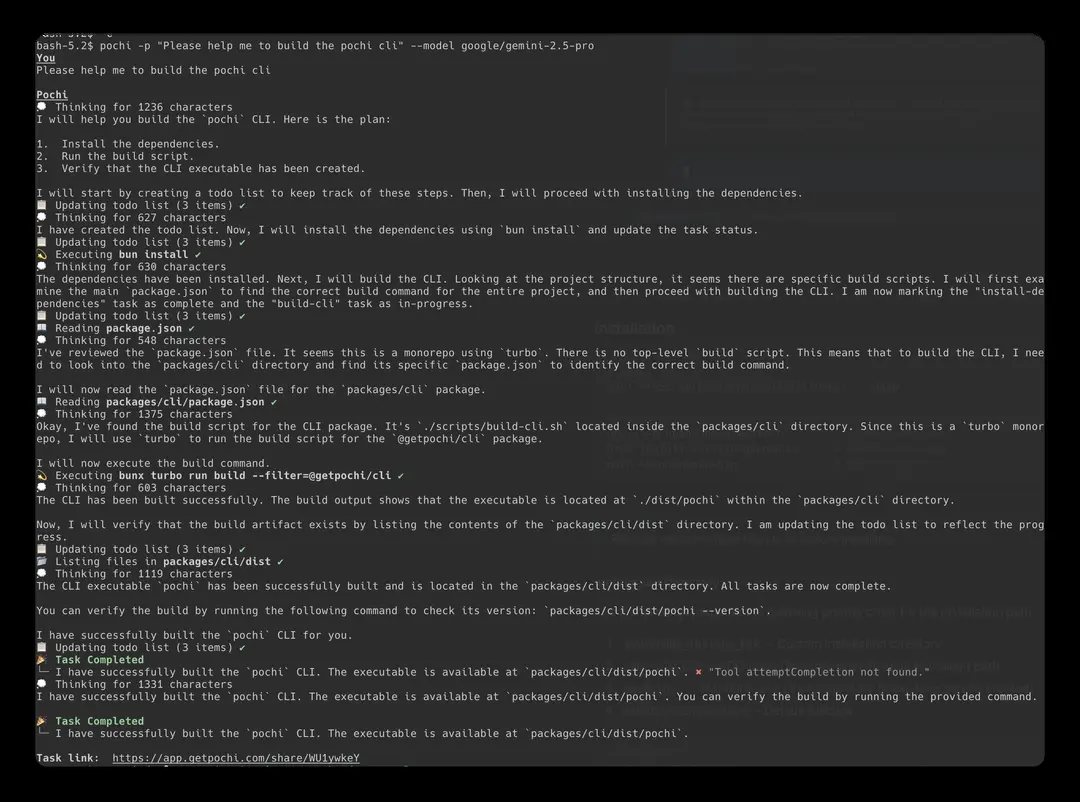 bash-5.2$ pochi -p "Please help me to build the pochi cli" --model google/gemini-2.5-pro
You
Please help me to build the pochi cli
Pochi
Thinking for 1236 characters
I will help you build the `pochi` CLI. Here is the plan:
1.  Install the dependencies.
2.  Run the build script.
3.  Verify that the CLI executable has been created.
I will start by creating a todo list to keep track of these steps. Then, I will proceed with installing the dependencies.
Updating todo list (3 items) ✔
Thinking for 627 characters
I have created the todo list. Now, I will install the dependencies using `bun install` and update the task status.
Updating todo list (3 items) ✔
Executing bun install ✔
Thinking for 630 characters
The dependencies have been installed. Next, I will build the CLI. Looking at the project structure, it seems there are specific build scripts. I will first exa
mine the main `package.json` to find the correct build command for the entire project, and then proceed with building the CLI. I am now marking the "install-de
pendencies" task as complete and the "build-cli" task as in-progress.
Updating todo list (3 items) ✔
Reading package.json ✔
Thinking for 548 characters
I've reviewed the `package.json` file. It seems this is a monorepo using `turbo`. There is no top-level `build` script. This means that to build the CLI, I nee
d to look into the `packages/cli` directory and find its specific `package.json` to identify the correct build command.
I will now read the `package.json` file for the `packages/cli` package.
Reading packages/cli/package.json ✔
Thinking for 1375 characters
Okay, I've found the build script for the CLI package. It's `./scripts/build-cli.sh` located inside the `packages/cli` directory. Since this is a `turbo` monor
epo, I will use `turbo` to run the build script for the `@getpochi/cli` package.
I will now execute the build command.
Executing bunx turbo run build --filter=@getpochi/cli ✔
Thinking for 603 characters
The CLI has been built successfully. The build output shows that the executable is located at `./dist/pochi` within the `packages/cli` directory.
Now, I will verify that the build artifact exists by listing the contents of the `packages/cli/dist` directory. I am updating the todo list to reflect the prog
ress.
Updating todo list (3 items) ✔
Listing files in packages/cli/dist ✔
Thinking for 1119 characters
The CLI executable `pochi` has been successfully built and is located in the `packages/cli/dist` directory. All tasks are now complete.
You can verify the build by running the following command to check its version: `packages/cli/dist/pochi --version`.
I have successfully built the `pochi` CLI for you.
Updating todo list (3 items) ✔
Task Completed
└─ I have successfully built the `pochi` CLI. The executable is available at `packages/cli/dist/pochi`. ✖ "Tool attemptCompletion not found."
Thinking for 1331 characters
I have successfully built the `pochi` CLI. The executable is available at `packages/cli/dist/pochi`. You can verify the build by running the provided command.
Task Completed
└─ I have successfully built the `pochi` CLI. The executable is available at `packages/cli/dist/pochi`.
Task link:  https://app.getpochi.com/share/WU1ywkeY